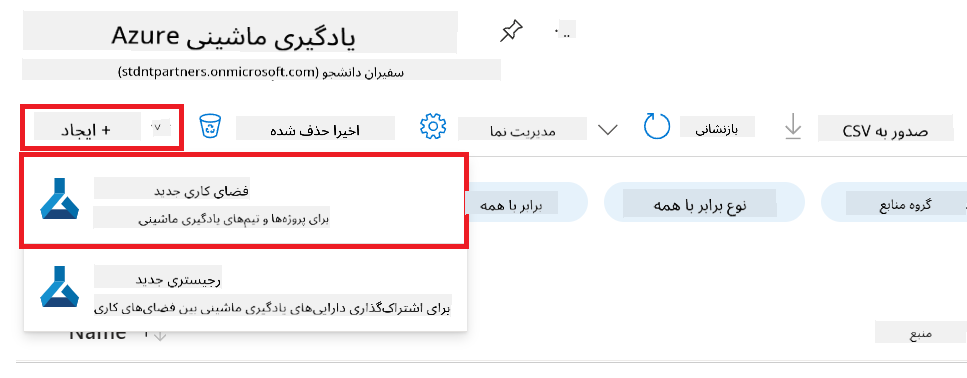 یادگیری ماشینی Azure
سفیران دانشجو (stdntpartners.onmicrosoft.com)
+ ایجاد
اخیرا حذف شده
مدیریت نما
بازنشانی
صدور به CSV
فضای کاری جدید
برای پروژه‌ها و تیم‌های یادگیری ماشینی
برابر با همه
نوع برابر با همه
گروه منابع
رجیستری جدید
برای اشتراک‌گذاری دارایی‌های یادگیری ماشینی بین فضای‌های کاری
Name
منبع